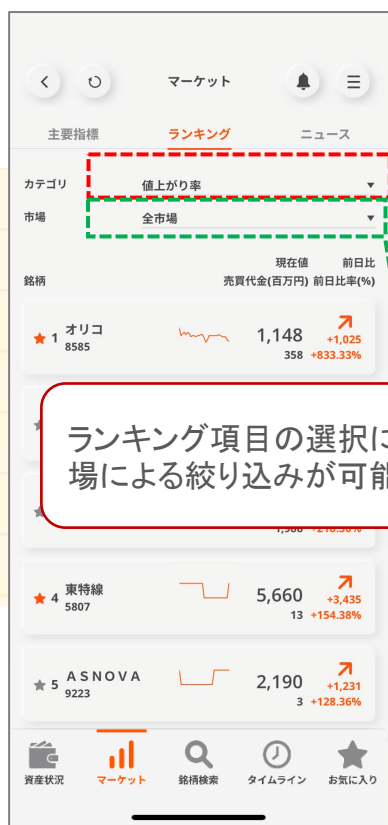 マーケット
主要指標 ランキング ニュース
カテゴリ 値上がり率 ▼
市場 全市場 ▼
現在値 前日比
銘柄 売買代金(百万円) 前日比率(%)
★ 1 オリコ 1,148 +1,025
8585 358 +833.33%
ランキング項目の選択に
場による絞り込みが可能
★ 4 東特線 5,660 +3,435
5807 13 +154.38%
★ 5 ASNOVA 2,190 +1,231
9223 3 +128.36%
資産状況 マーケット 銘柄検索 タイムライン お気に入り